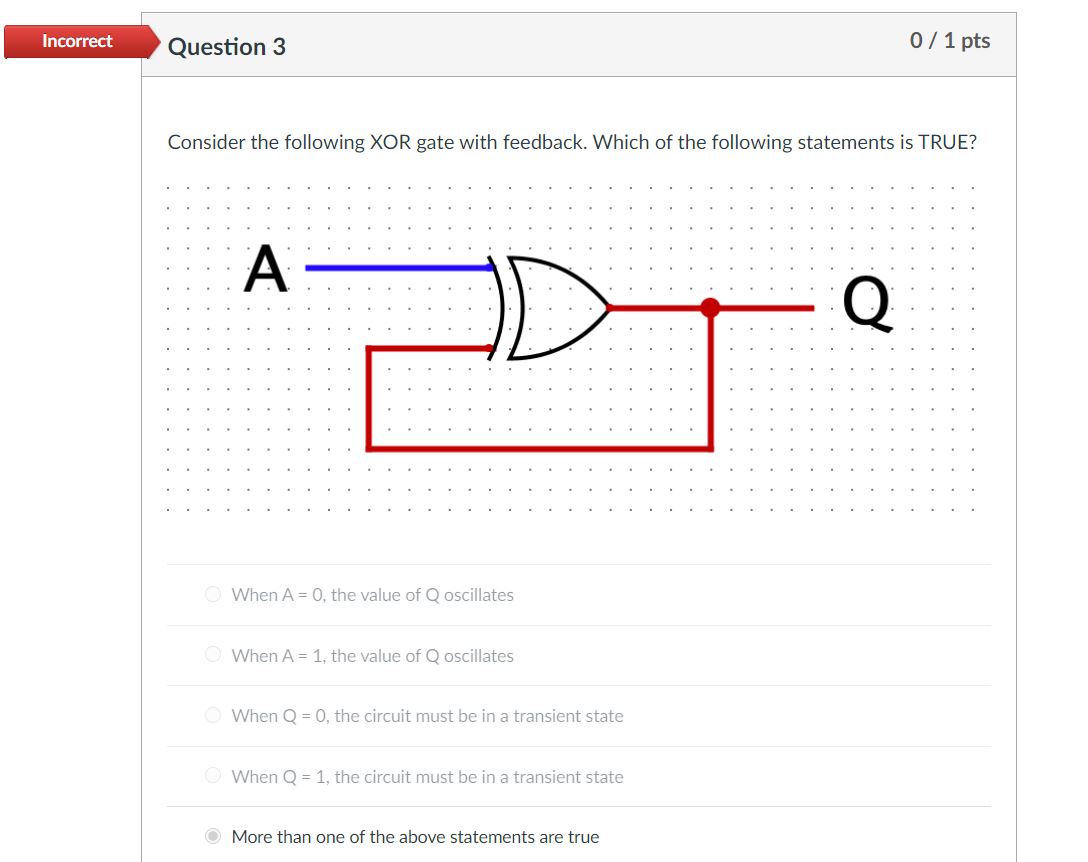 Incorrect
Question 3
0 / 1 pts
Consider the following XOR gate with feedback. Which of the following statements is TRUE?
A
Q
When A = 0, the value of Q oscillates
When A = 1, the value of Q oscillates
When Q = 0, the circuit must be in a transient state
When Q = 1, the circuit must be in a transient state
More than one of the above statements are true